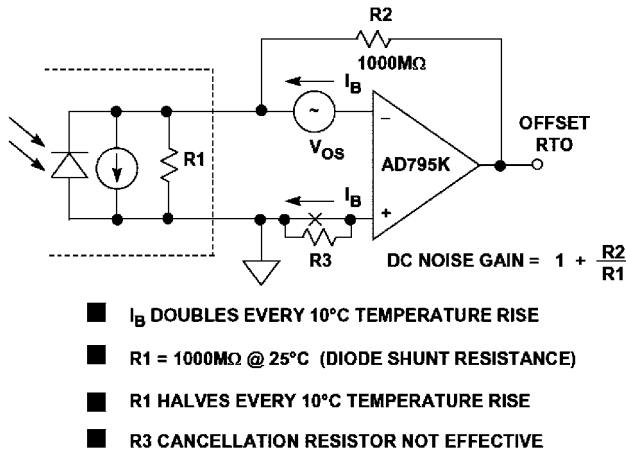 R2
1000MΩ
I_B
~
V_OS
−
AD795K
+
OFFSET
RTO
R1
I_B
R3
DC NOISE GAIN = 1 + R2/R1
I_B DOUBLES EVERY 10°C TEMPERATURE RISE
R1 = 1000MΩ @ 25°C (DIODE SHUNT RESISTANCE)
R1 HALVES EVERY 10°C TEMPERATURE RISE
R3 CANCELLATION RESISTOR NOT EFFECTIVE